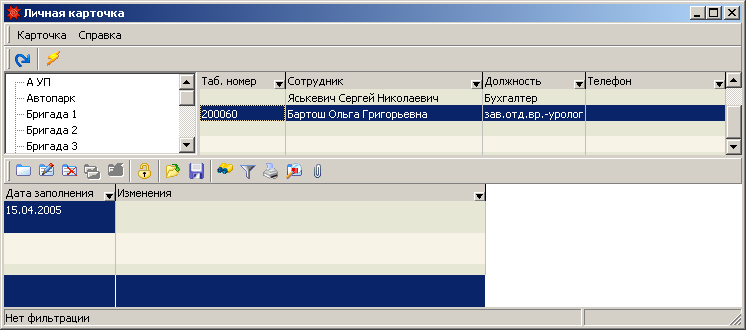 Личная карточка
Карточка Справка
А УП
Автопарк
Бригада 1
Бригада 2
Бригада 3
Таб. номер Сотрудник Должность Телефон
Яськевич Сергей Николаевич Бухгалтер
200060 Бартош Ольга Григорьевна зав.отд.вр.-уролог
Дата заполнения Изменения
15.04.2005
Нет фильтрации